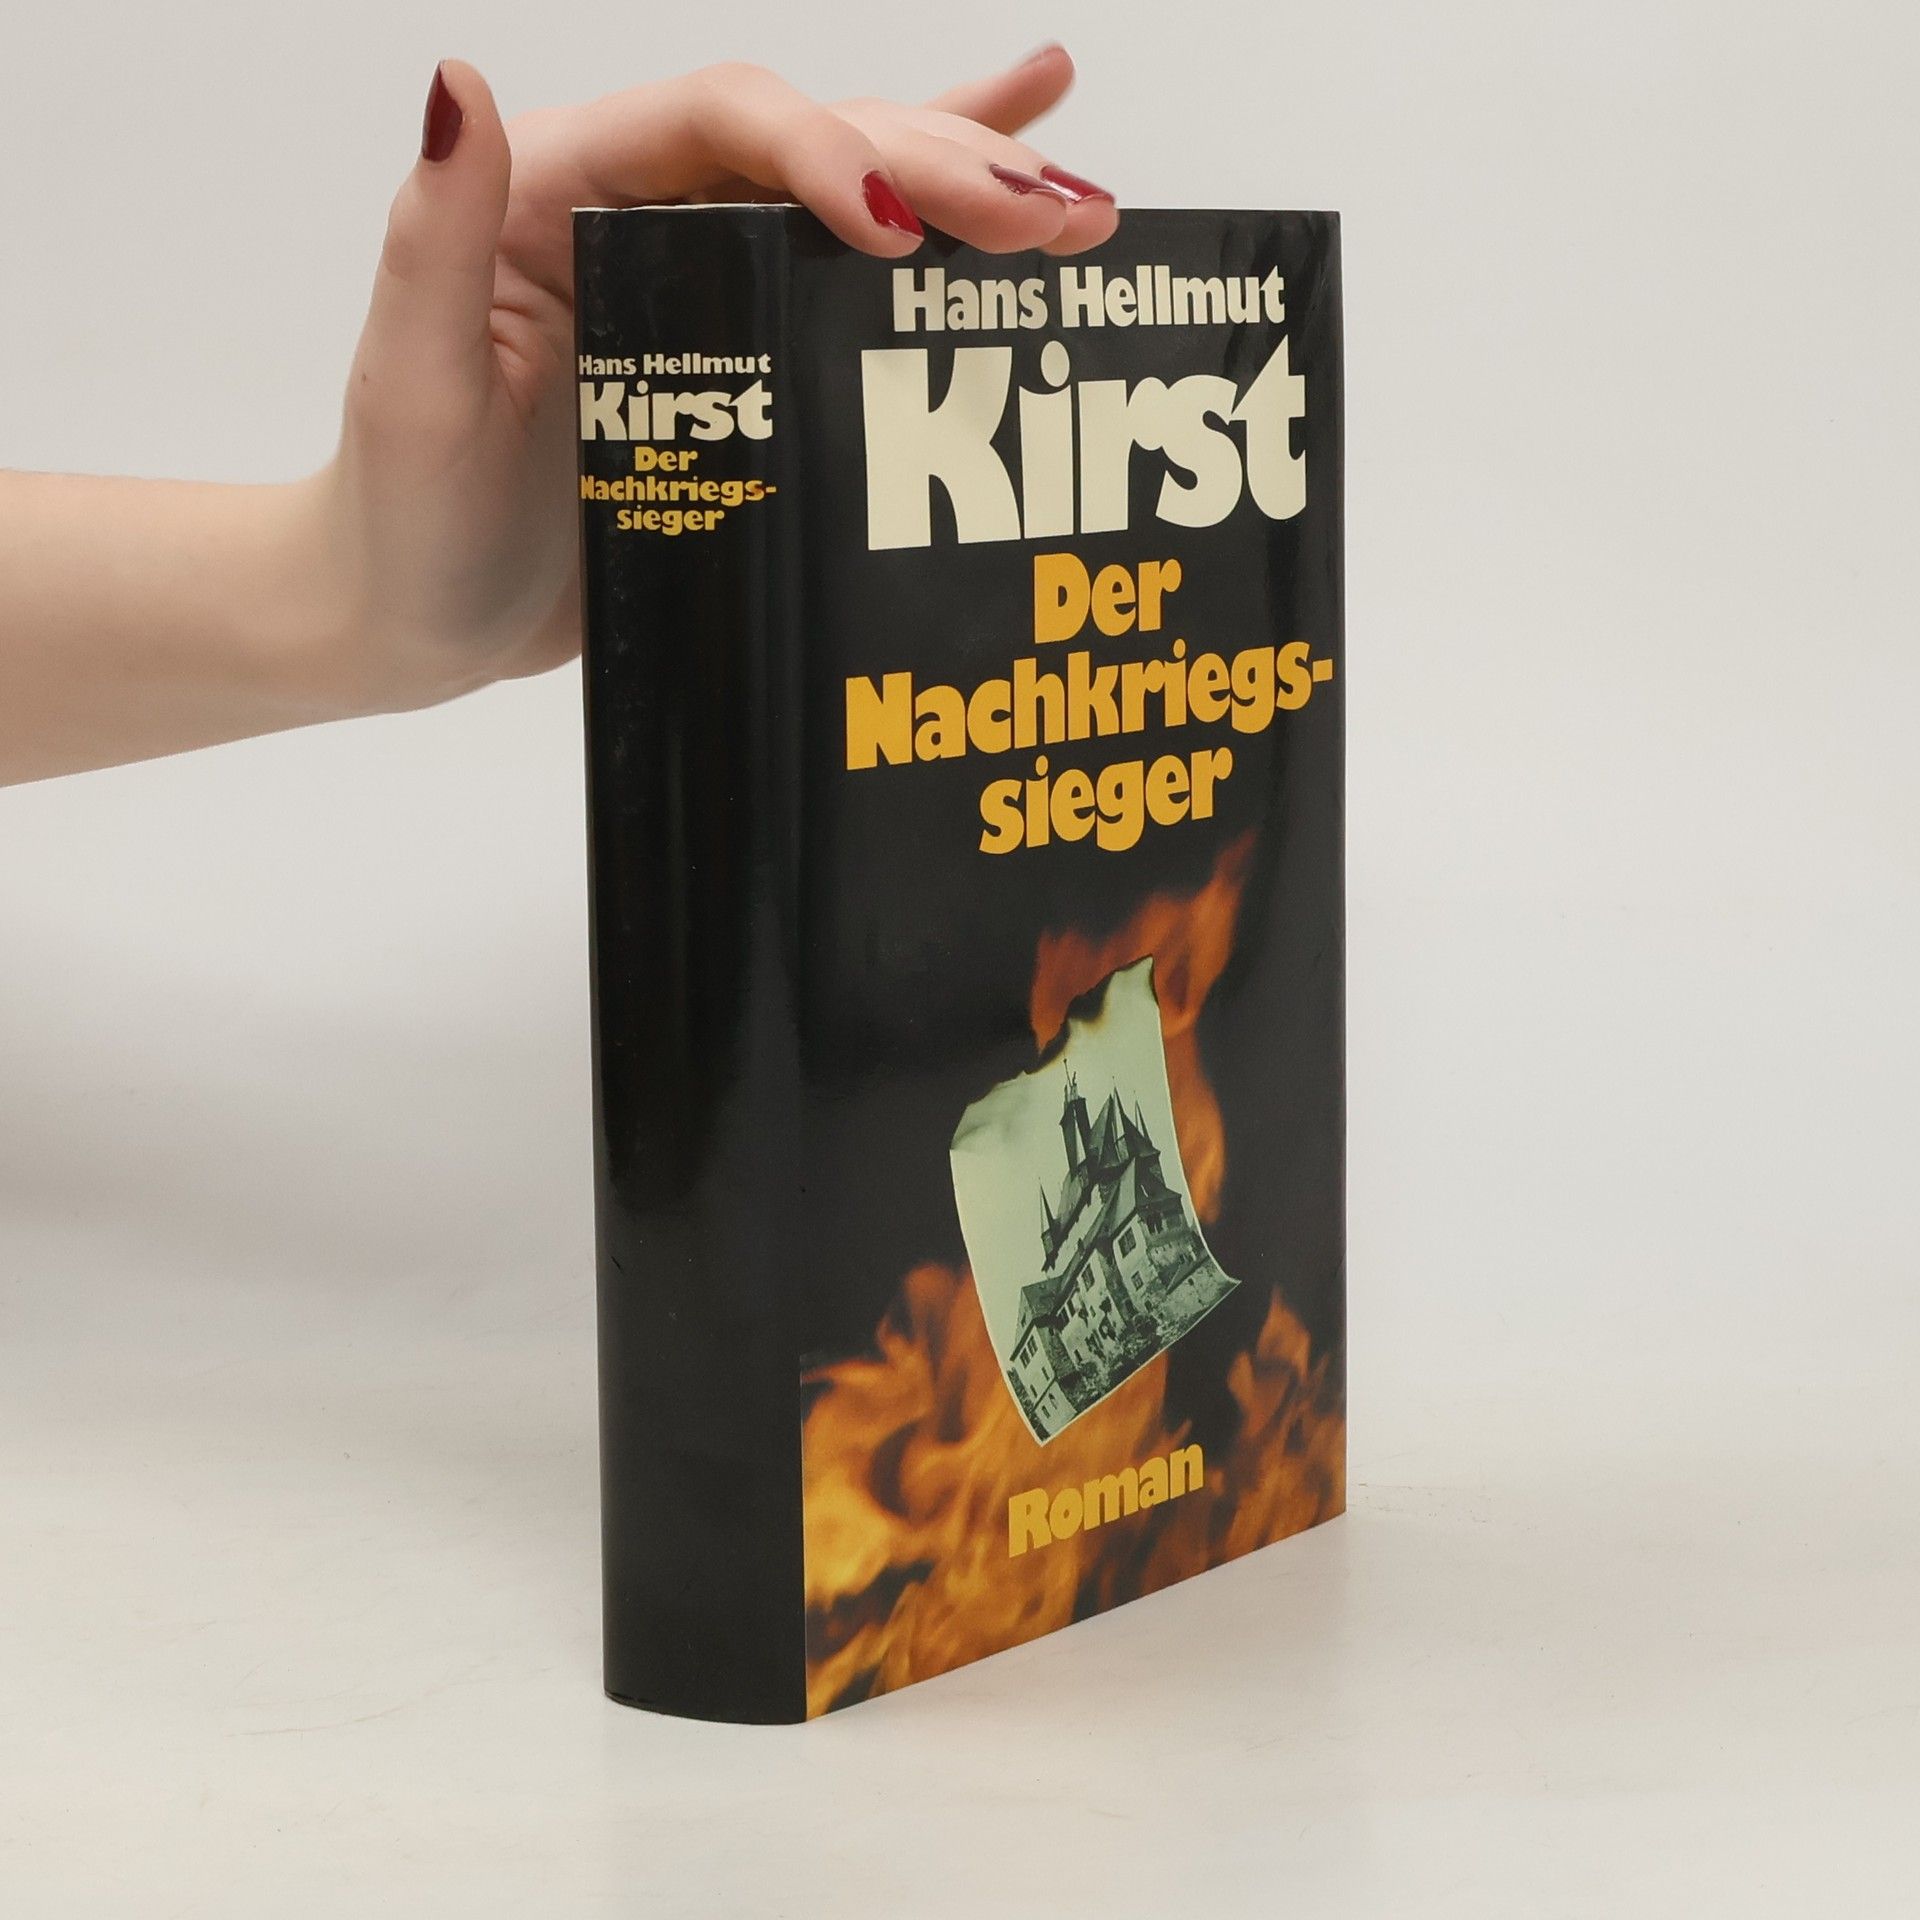 Hans Hellmut
Kirst
Der
Nachkriegs-
sieger
Hans Hellmut
Kirst
Der
Nachkriegs-
sieger
Roman